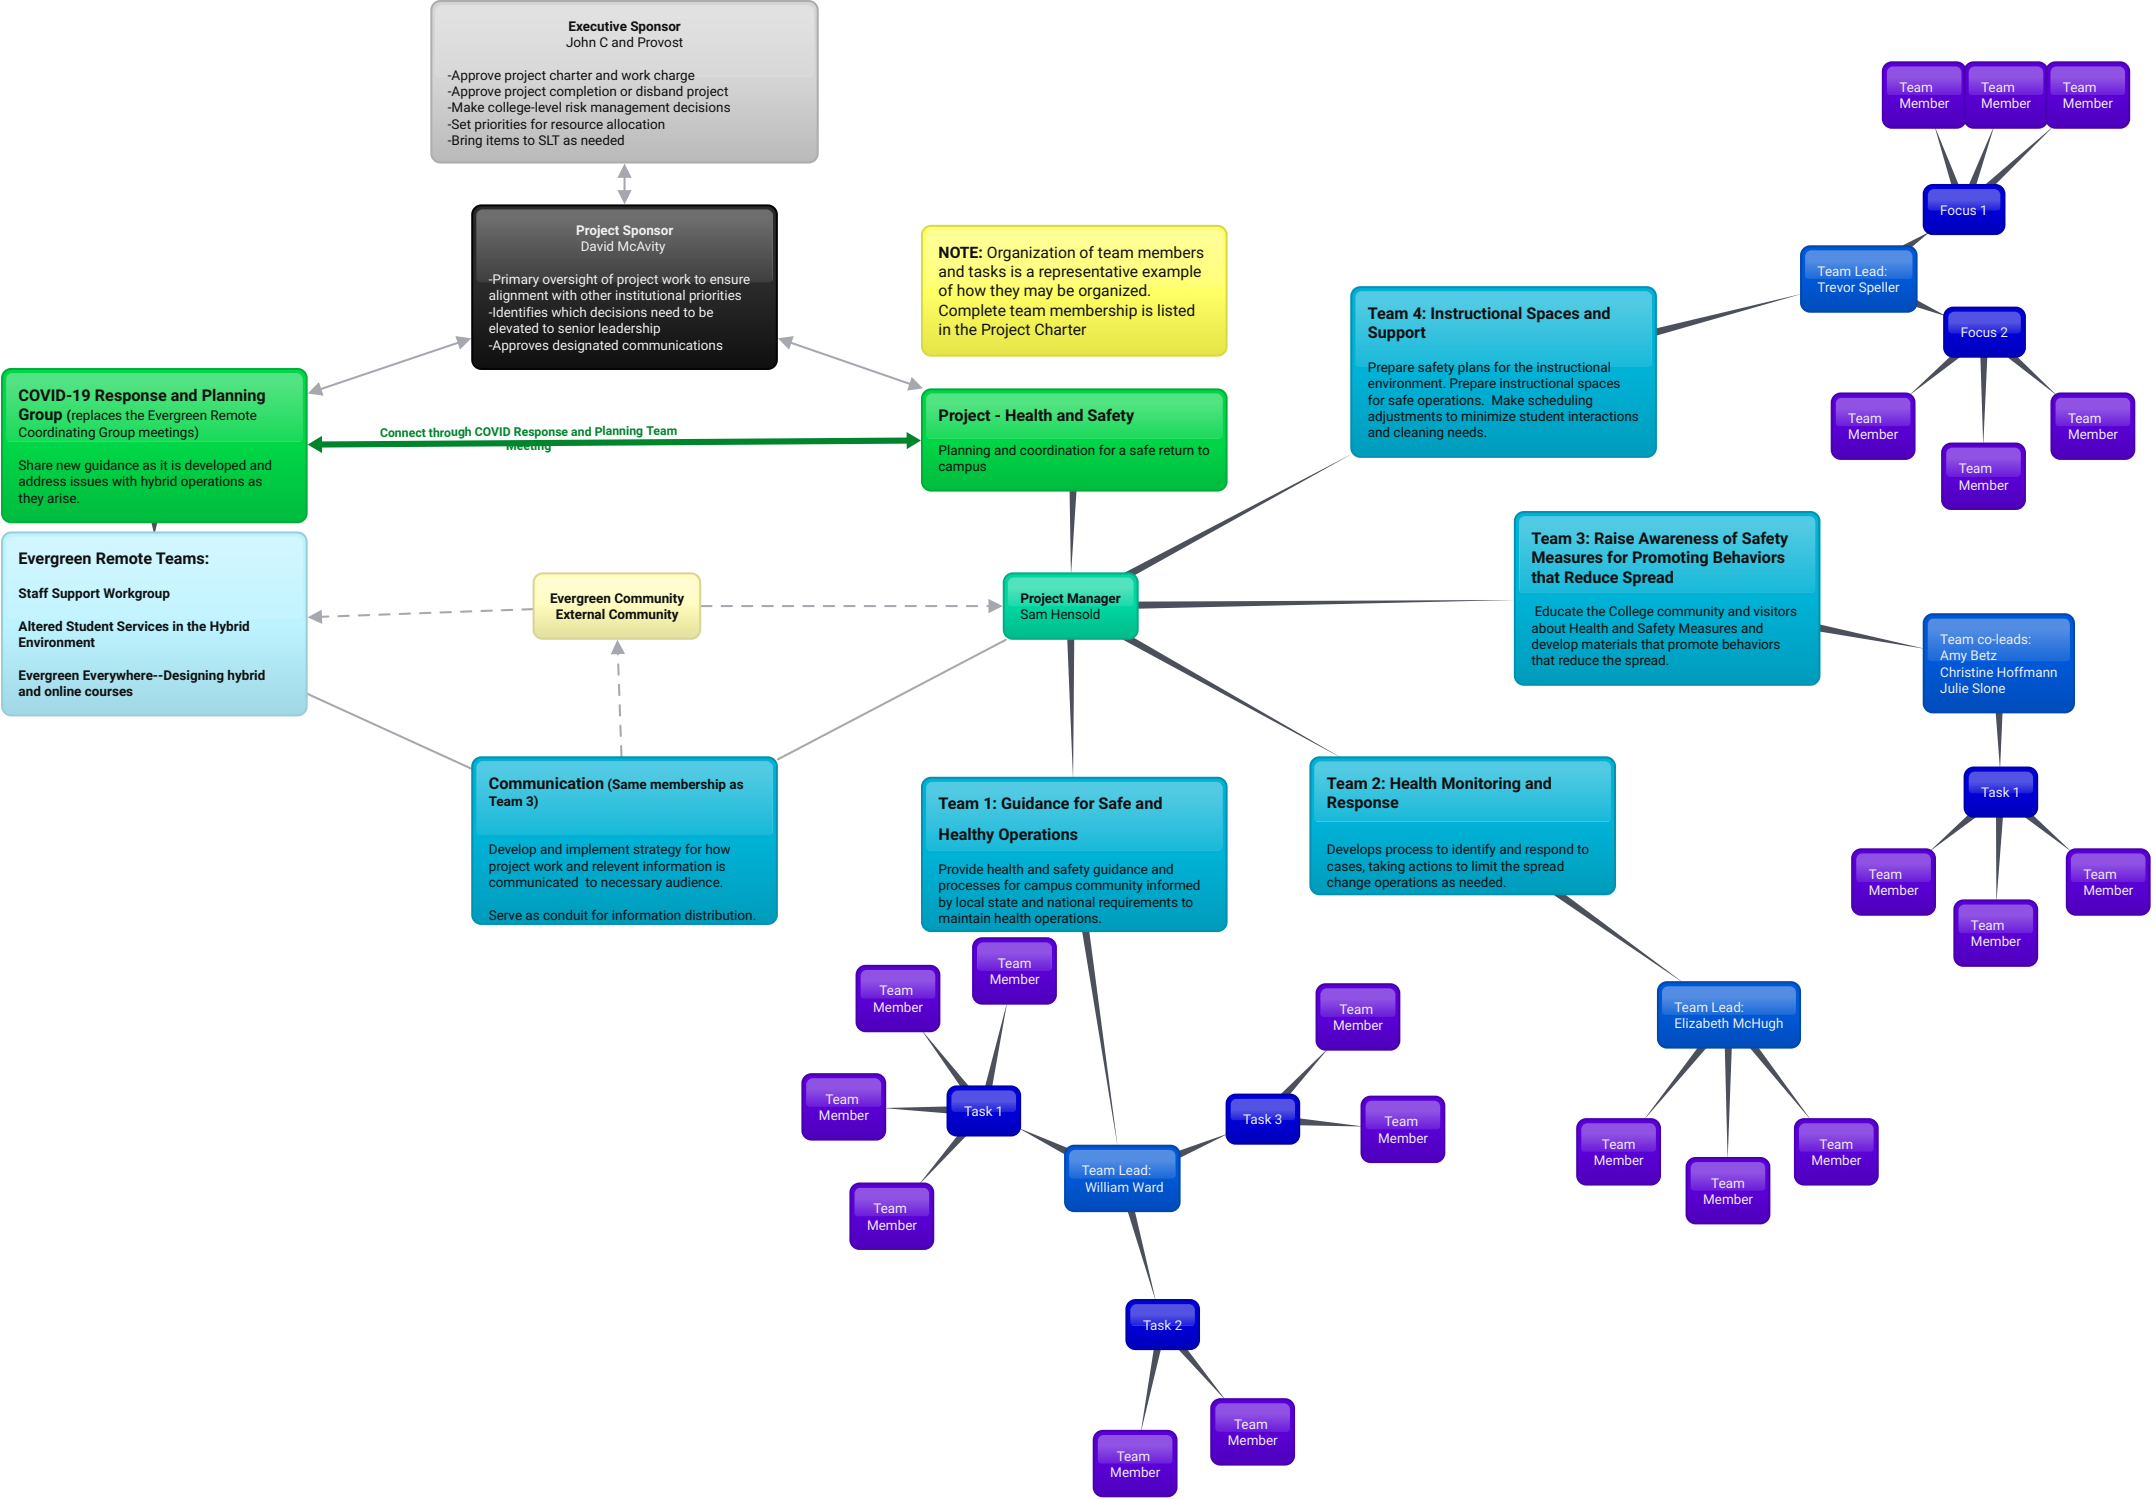 Executive Sponsor
John C and Provost
-Approve project charter and work charge
-Approve project completion or disband project
-Make college-level risk management decisions
-Set priorities for resource allocation
-Bring items to SLT as needed
Project Sponsor
David McAvity
-Primary oversight of project work to ensure
alignment with other institutional priorities
-Identifies which decisions need to be
elevated to senior leadership
-Approves designated communications
NOTE: Organization of team members
and tasks is a representative example
of how they may be organized.
Complete team membership is listed
in the Project Charter
COVID-19 Response and Planning
Group (replaces the Evergreen Remote
Coordinating Group meetings)
Share new guidance as it is developed and
address issues with hybrid operations as
they arise.
Connect through COVID Response and Planning Team
Meeting
Project - Health and Safety
Planning and coordination for a safe return to
campus
Evergreen Remote Teams:
Staff Support Workgroup
Altered Student Services in the Hybrid
Environment
Evergreen Everywhere--Designing hybrid
and online courses
Evergreen Community
External Community
Project Manager
Sam Hensold
Communication (Same membership as
Team 3)
Develop and implement strategy for how
project work and relevent information is
communicated  to necessary audience.
Serve as conduit for information distribution.
Team 4: Instructional Spaces and
Support
Prepare safety plans for the instructional
environment. Prepare instructional spaces
for safe operations.  Make scheduling
adjustments to minimize student interactions
and cleaning needs.
Team Lead:
Trevor Speller
Focus 1
Team
Member
Team
Member
Team
Member
Focus 2
Team
Member
Team
Member
Team
Member
Team 3: Raise Awareness of Safety
Measures for Promoting Behaviors
that Reduce Spread
Educate the College community and visitors
about Health and Safety Measures and
develop materials that promote behaviors
that reduce the spread.
Team co-leads:
Amy Betz
Christine Hoffmann
Julie Slone
Task 1
Team
Member
Team
Member
Team
Member
Team 2: Health Monitoring and
Response
Develops process to identify and respond to
cases, taking actions to limit the spread
change operations as needed.
Team Lead:
Elizabeth McHugh
Team
Member
Team
Member
Team
Member
Team 1: Guidance for Safe and
Healthy Operations
Provide health and safety guidance and
processes for campus community informed
by local state and national requirements to
maintain health operations.
Team Lead:
William Ward
Task 1
Team
Member
Team
Member
Team
Member
Team
Member
Task 3
Team
Member
Team
Member
Task 2
Team
Member
Team
Member